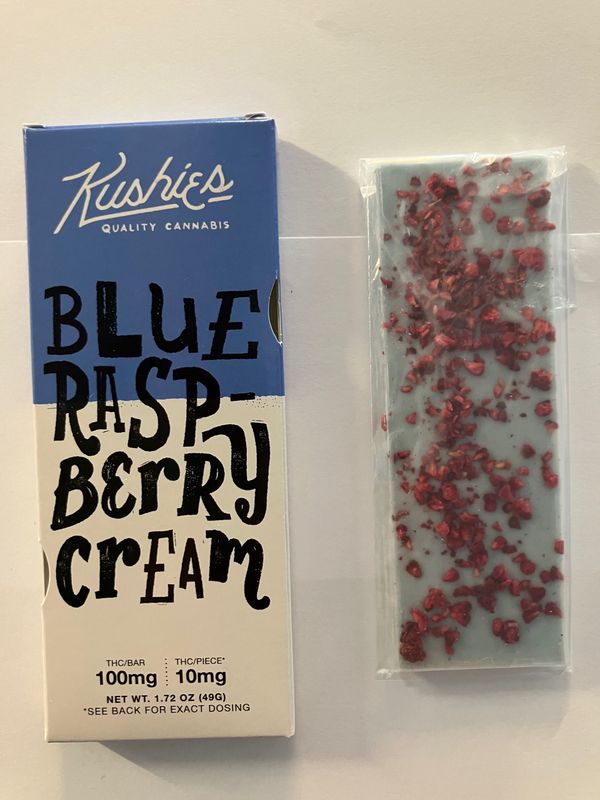 Kushies
QUALITY CANNABIS
BLUE
RASP-
BErrY
CrEAm
THC/BAR THC/PIECE*
100mg 10mg
NET WT. 1.72 OZ (49G)
*SEE BACK FOR EXACT DOSING